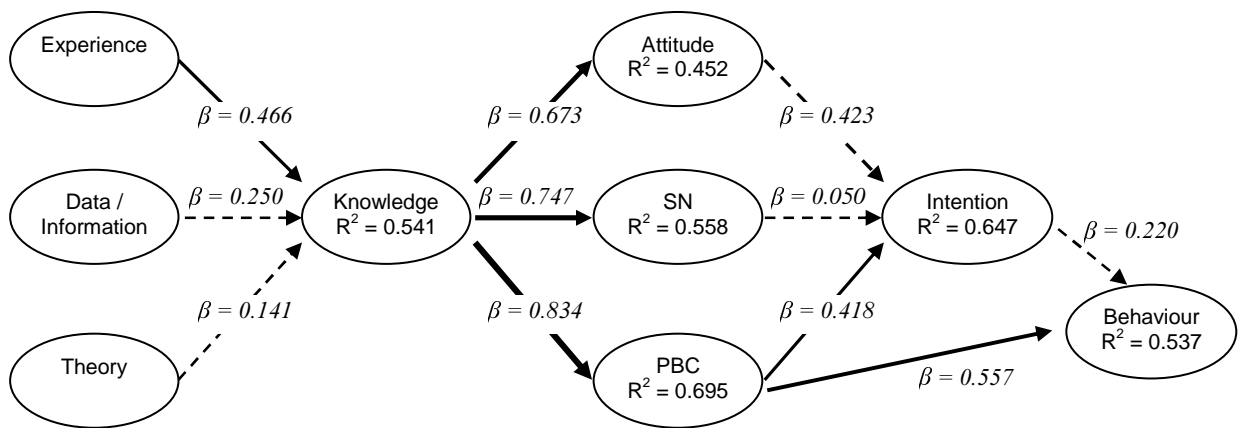 Experience
β = 0.466
Data /
Information
β = 0.250
Theory
β = 0.141
Knowledge
R² = 0.541
β = 0.673
β = 0.747
β = 0.834
Attitude
R² = 0.452
SN
R² = 0.558
PBC
R² = 0.695
β = 0.423
β = 0.050
β = 0.418
β = 0.557
Intention
R² = 0.647
β = 0.220
Behaviour
R² = 0.537